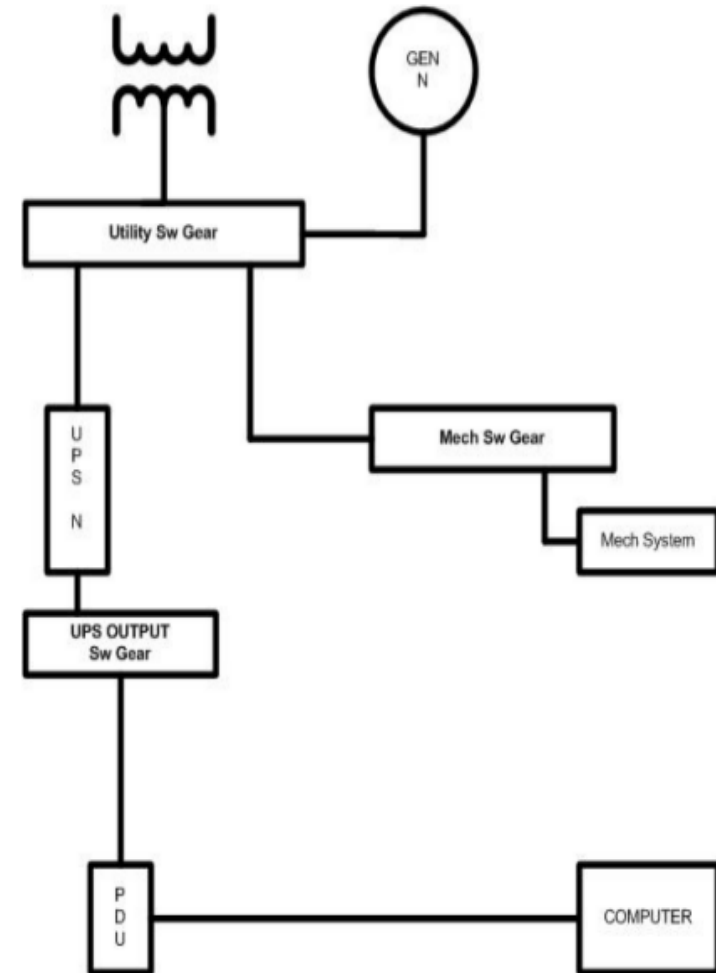 GEN
N
Utility Sw Gear
U
P
S
N
Mech Sw Gear
Mech System
UPS OUTPUT
Sw Gear
P
D
U
COMPUTER